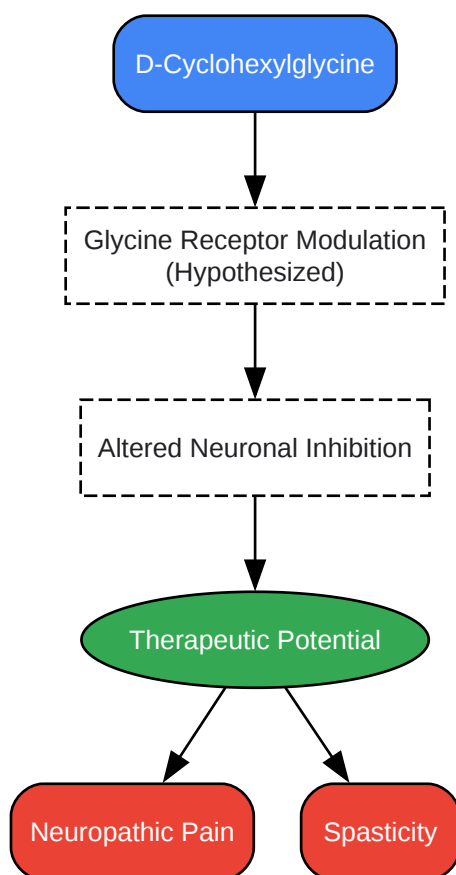 D-Cyclohexylglycine
Glycine Receptor Modulation
(Hypothesized)
Altered Neuronal Inhibition
Therapeutic Potential
Neuropathic Pain
Spasticity